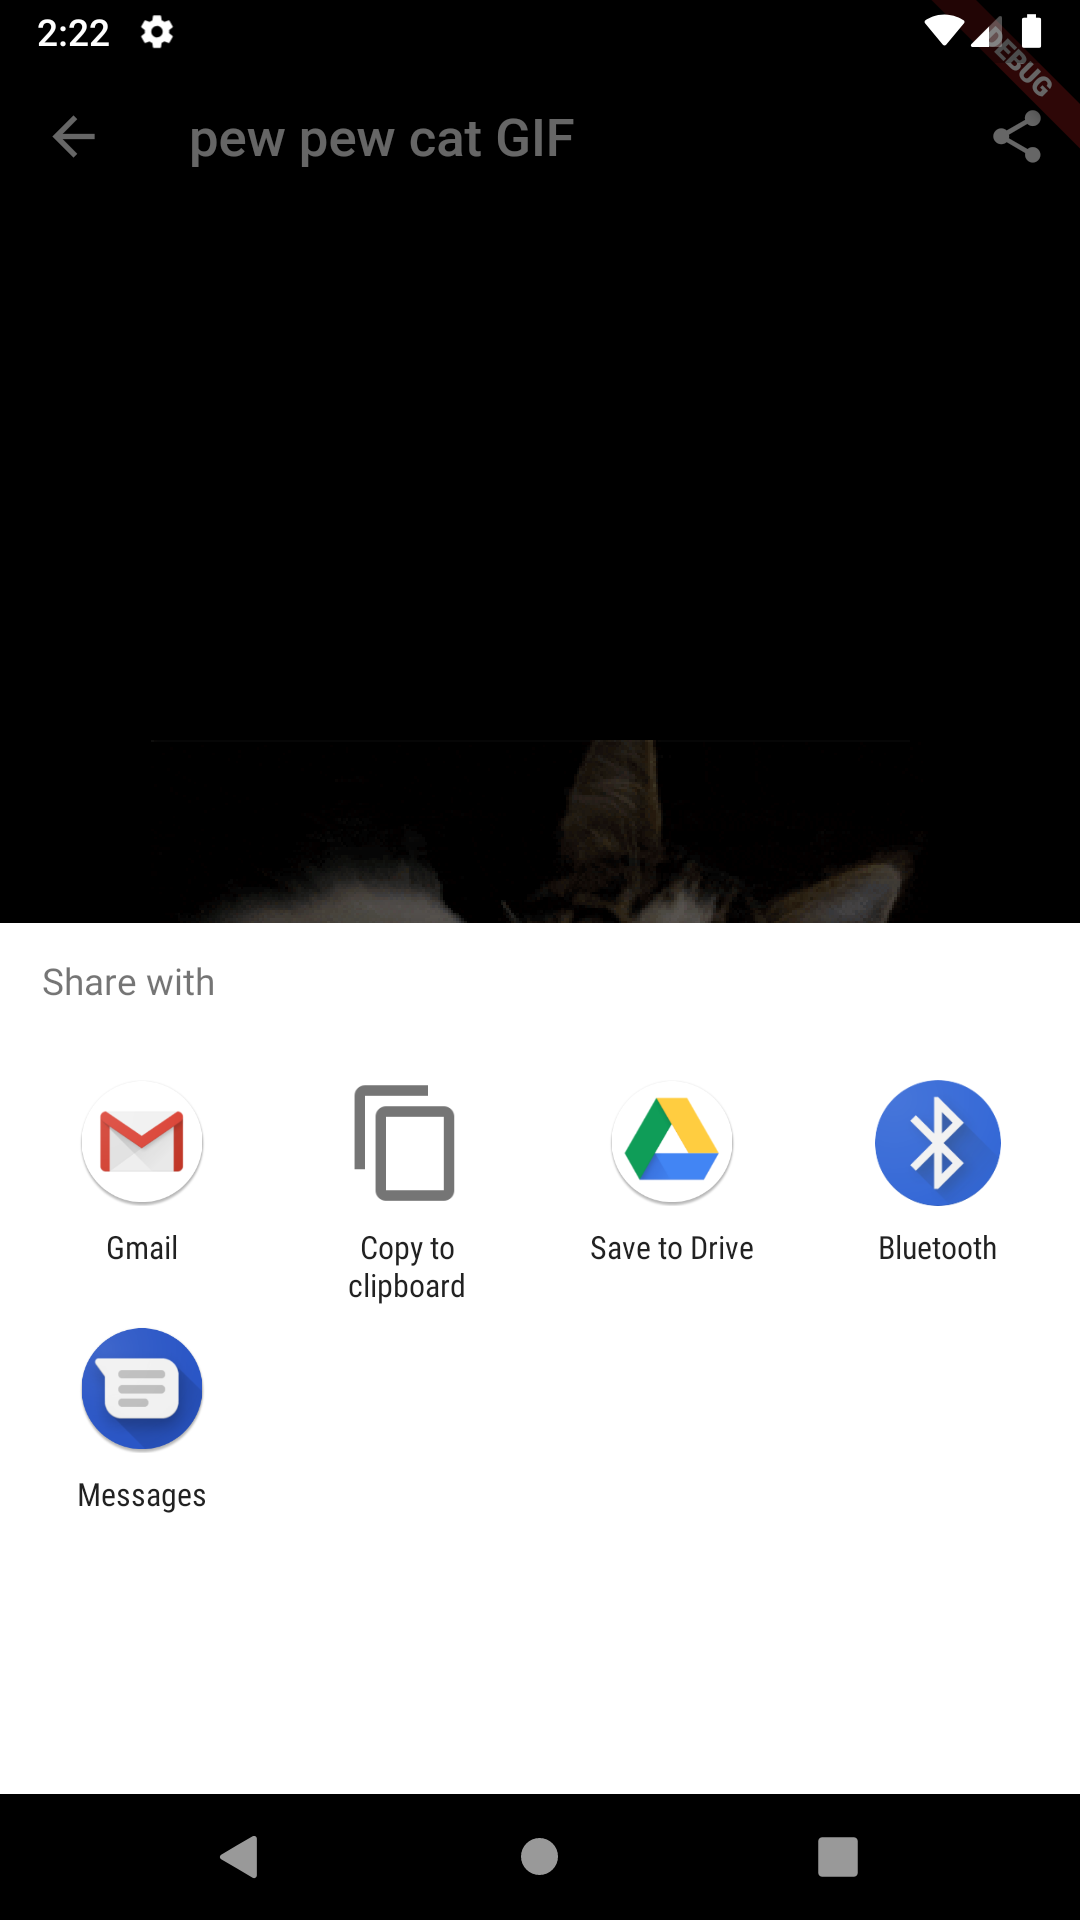 2:22
DEBUG
pew pew cat GIF
Share with
Gmail
Copy to
clipboard
Save to Drive
Bluetooth
Messages